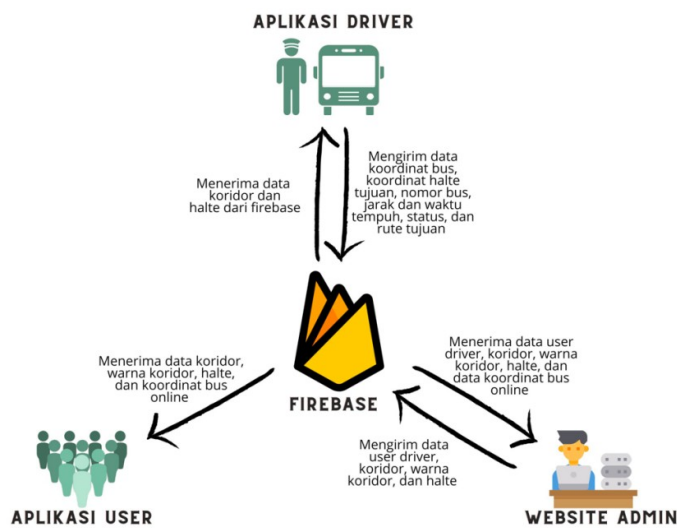 APLIKASI DRIVER
Menerima data
koridor dan
halte dari firebase
Mengirim data
koordinat bus,
koordinat halte
tujuan, nomor bus,
jarak dan waktu
tempuh, status, dan
rute tujuan
Menerima data koridor,
warna koridor, halte,
dan koordinat bus
online
FIREBASE
Menerima data user
driver, koridor, warna
koridor, halte, dan
data koordinat bus
online
Mengirim data
user driver,
koridor, warna
koridor, dan halte
APLIKASI USER
WEBSITE ADMIN